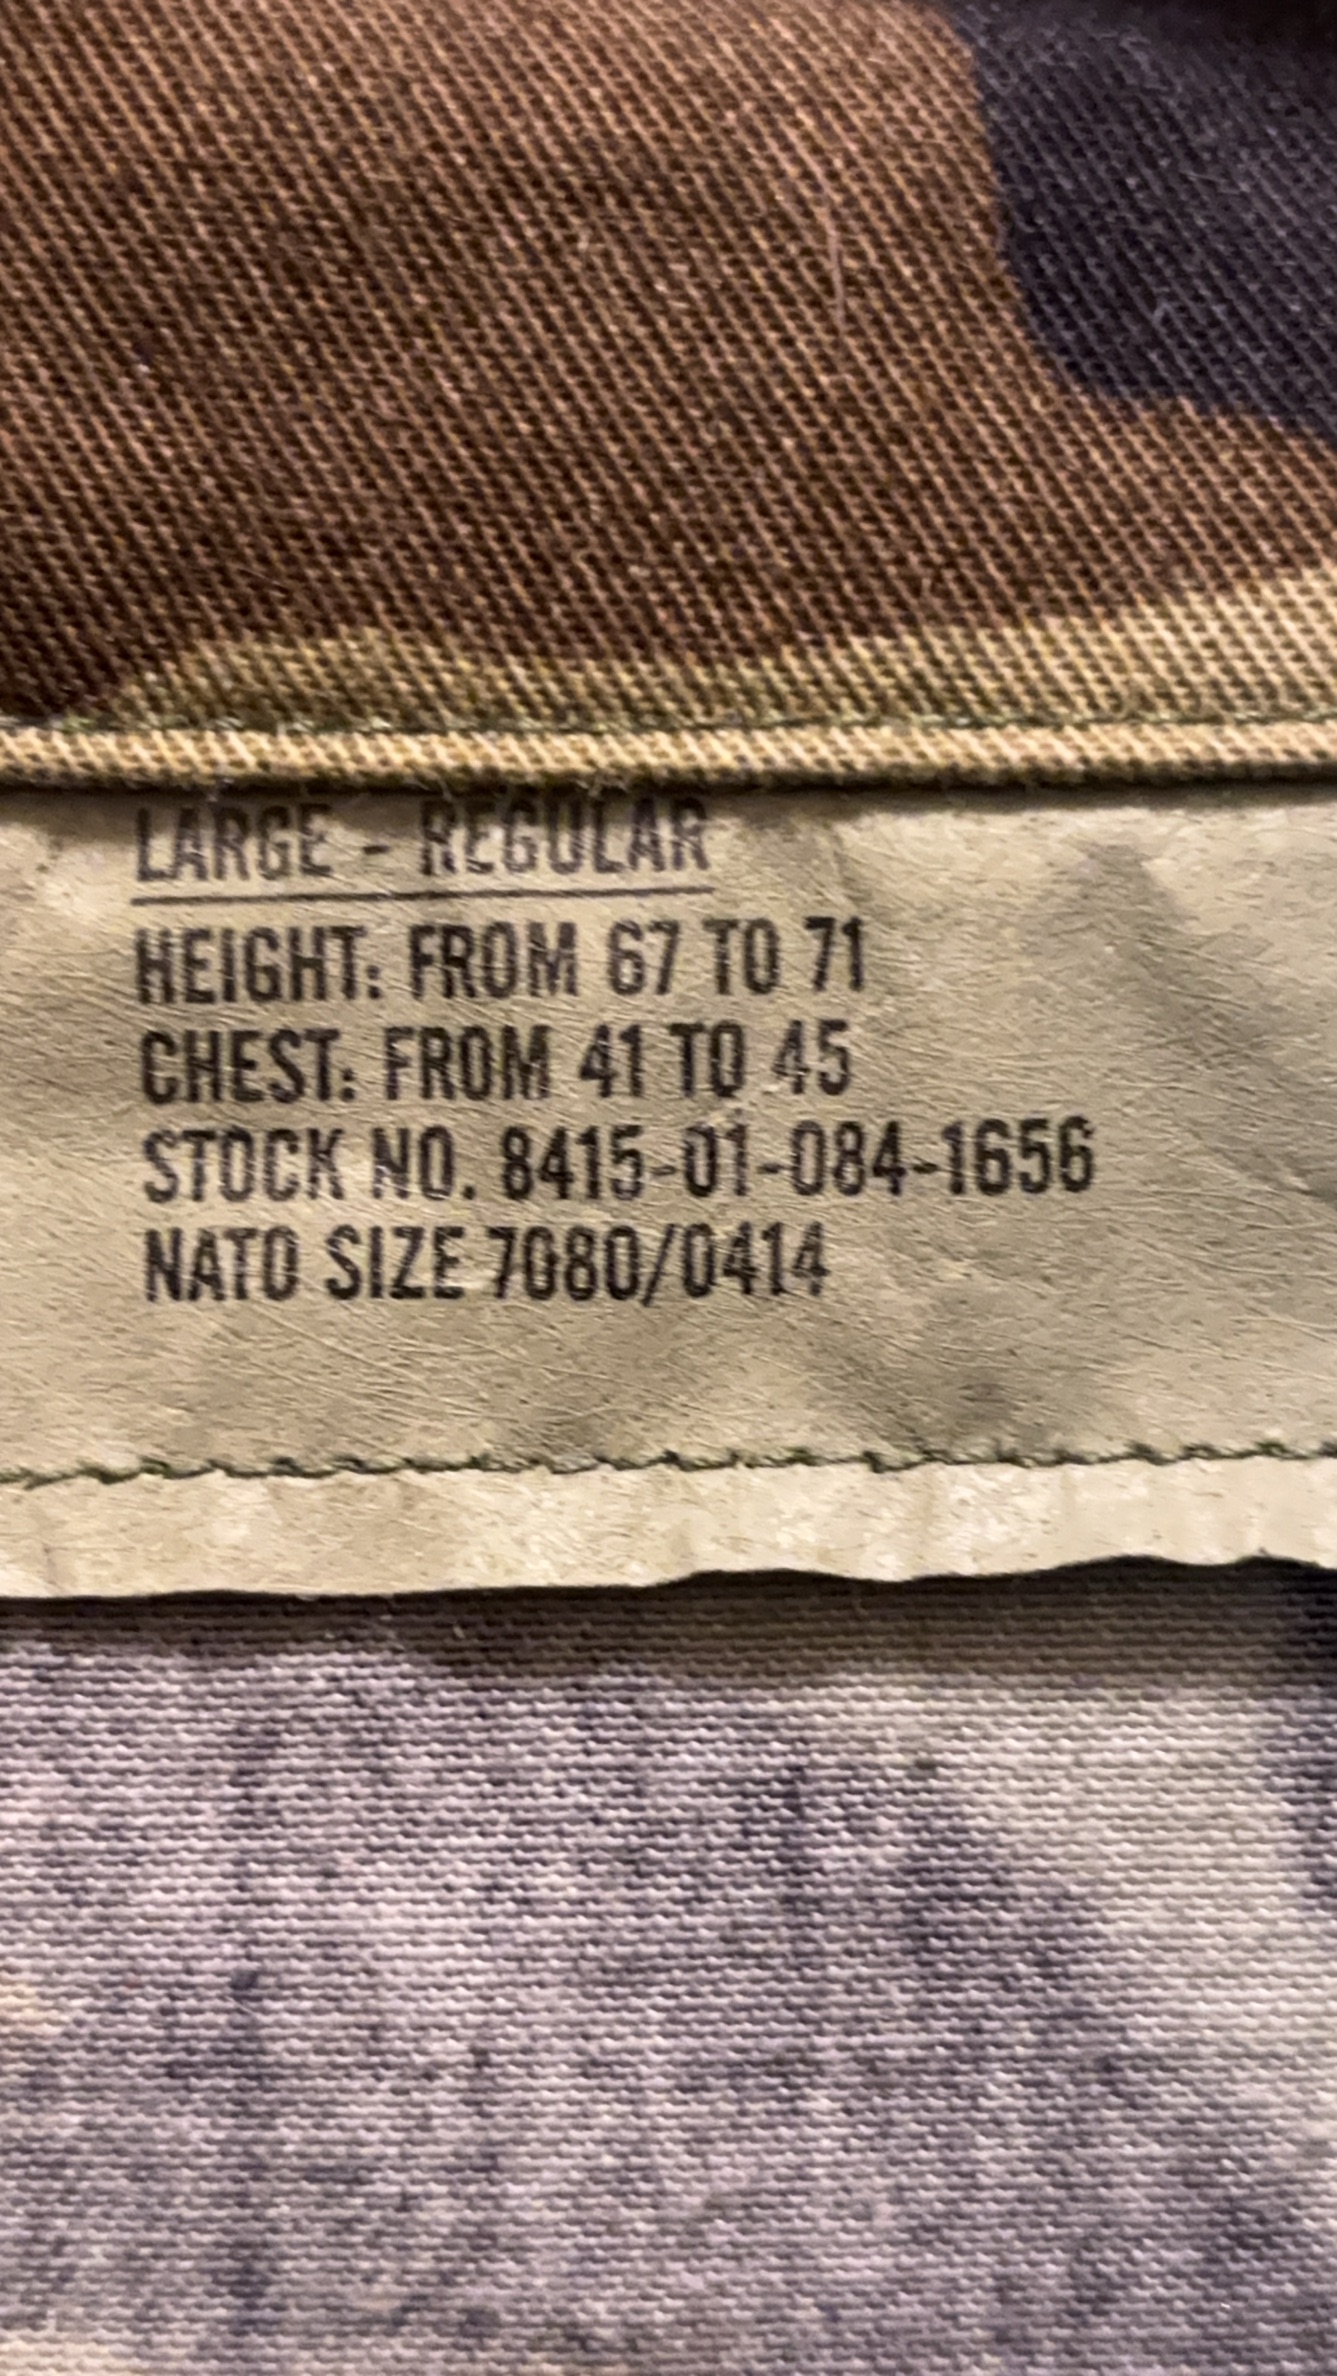 LARGE - REGULAR
HEIGHT: FROM 67 TO 71
CHEST: FROM 41 TO 45
STOCK NO. 8415-01-084-1656
NATO SIZE 7080/0414